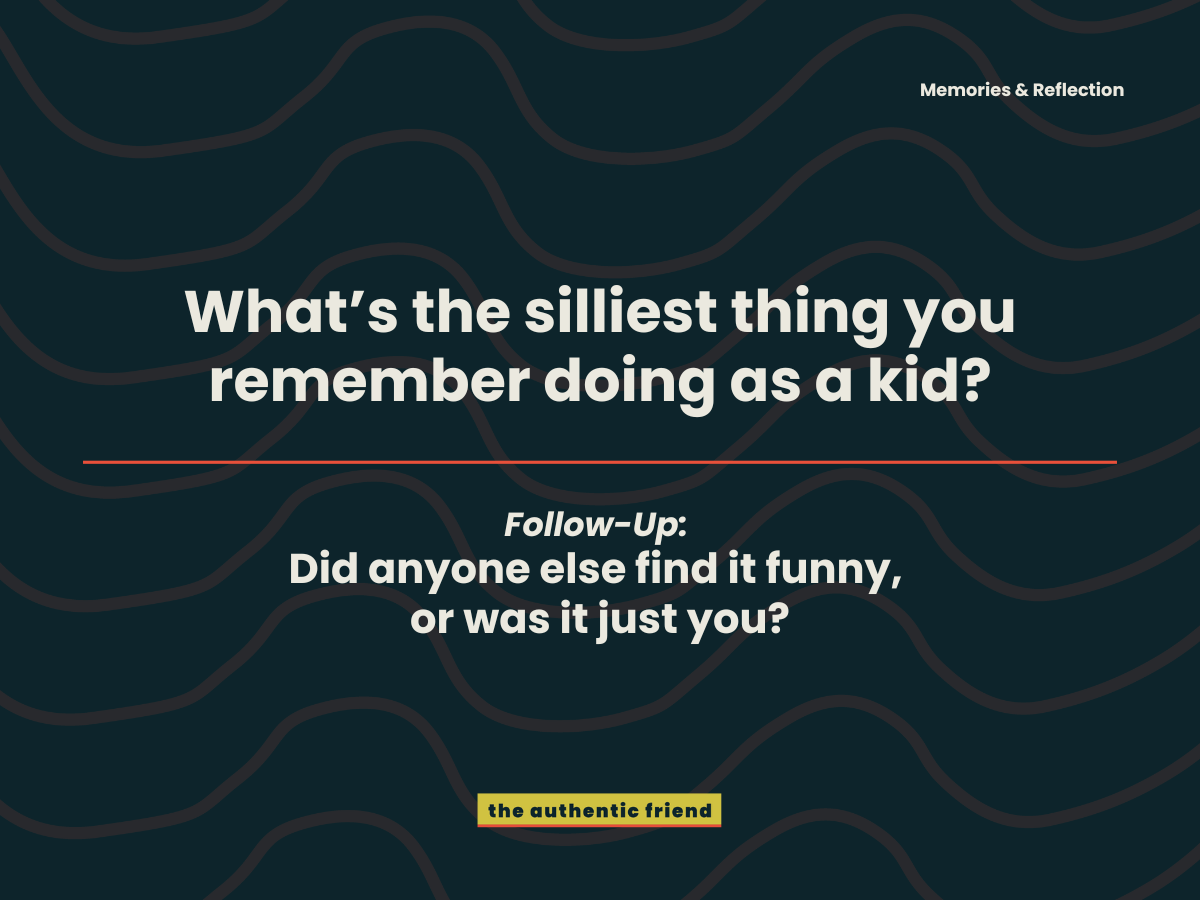 Memories & Reflection
What’s the silliest thing you
remember doing as a kid?
Follow-Up:
Did anyone else find it funny,
or was it just you?
the authentic friend